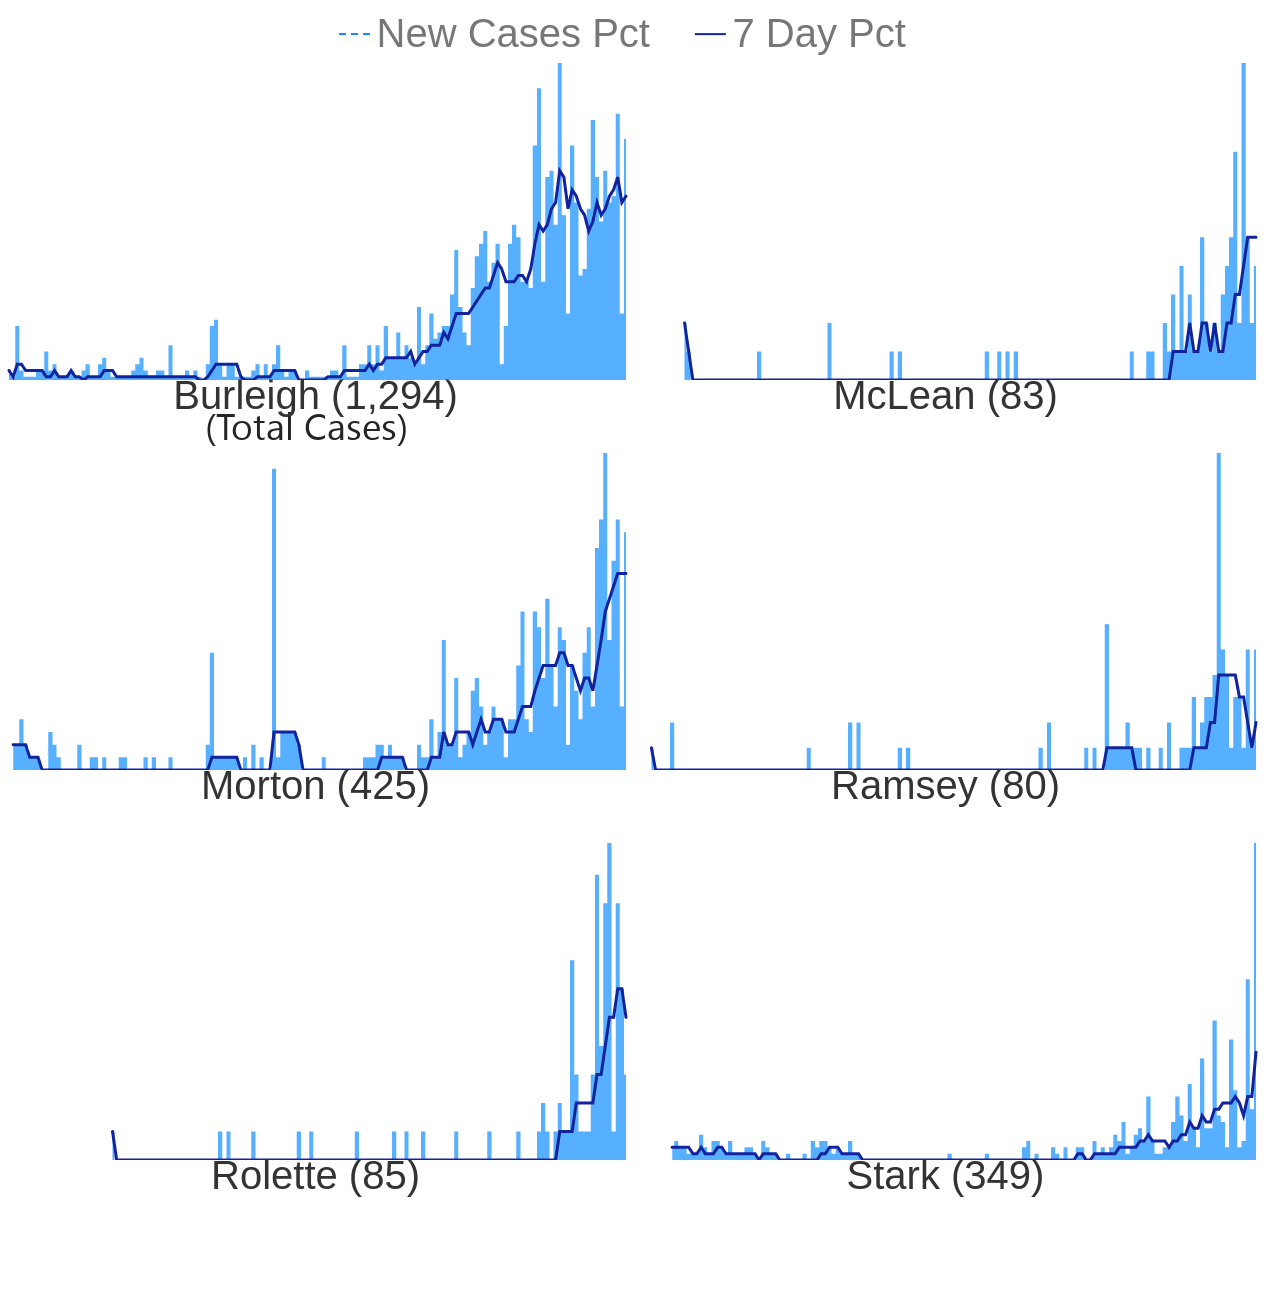 New Cases Pct 7 Day Pct
Burleigh (1,294)
(Total Cases)
McLean (83)
Morton (425)
Ramsey (80)
Rolette (85)
Stark (349)